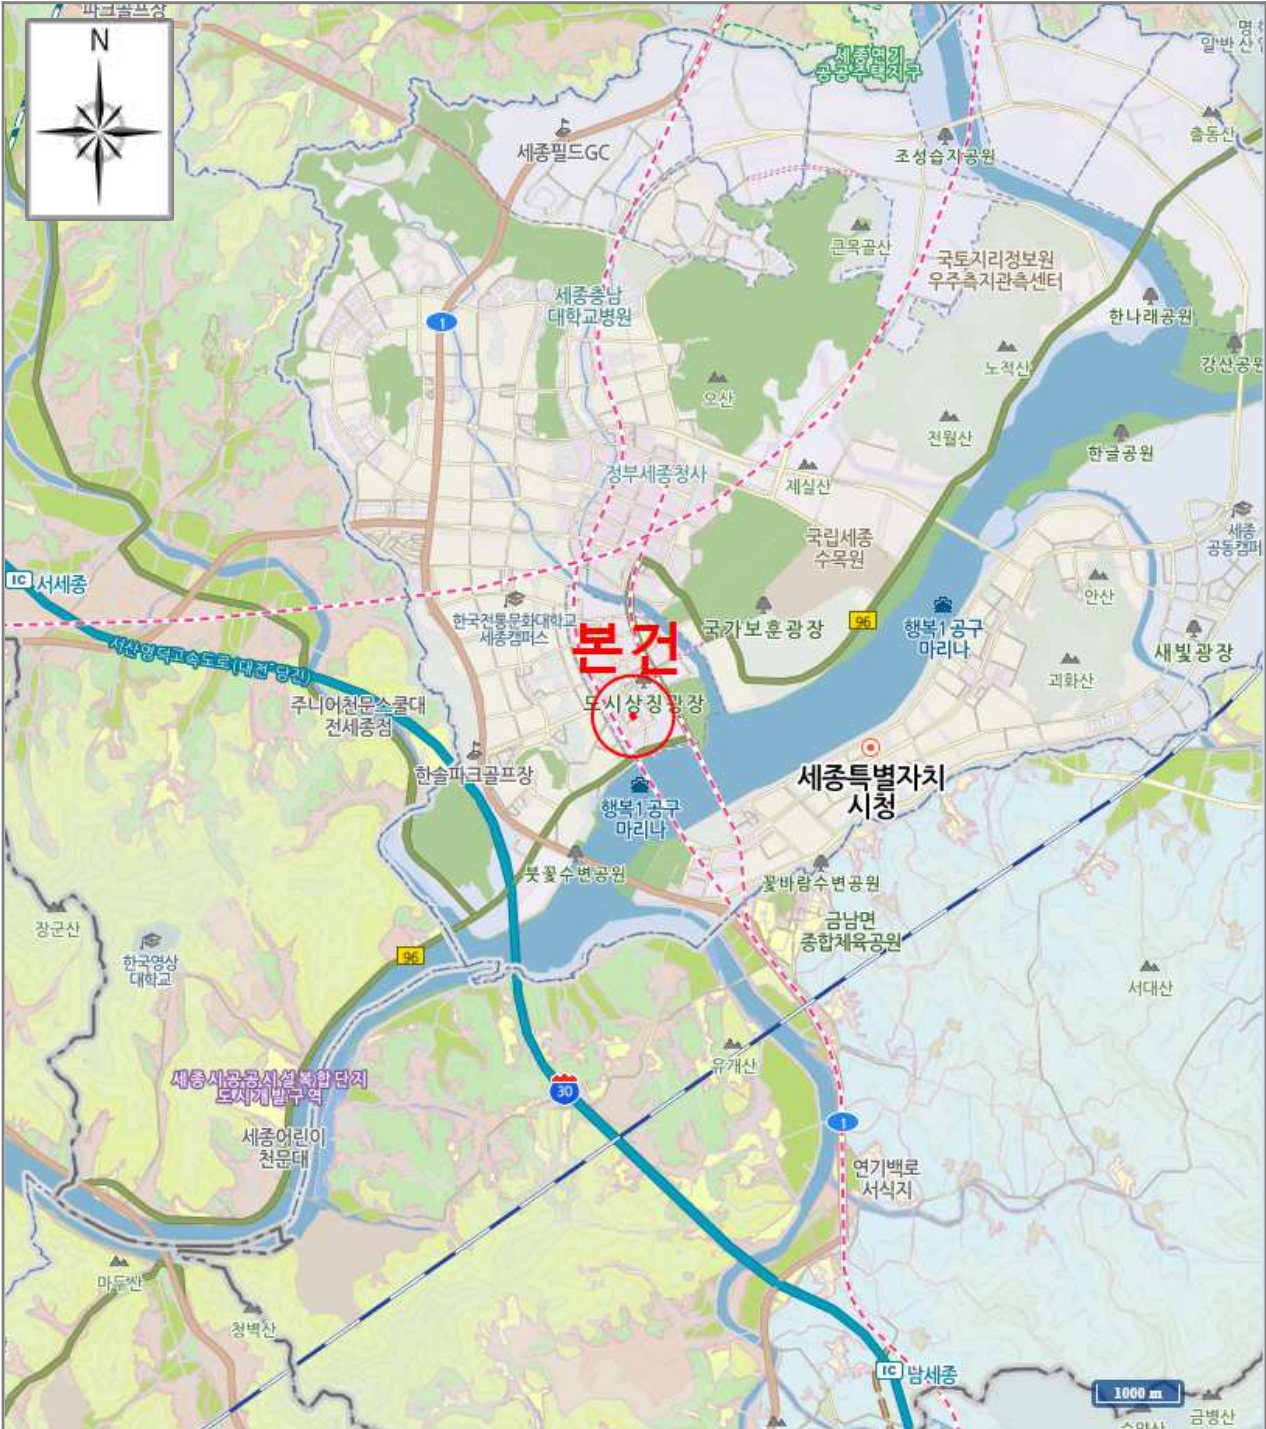 파크골프장
N
세종연기
공공주택지구
출동산
조성습지공원
세종필드GC
국토지리정보원
우주측지관측센터
세종충남
대학교병원
한나래공원
1
노적산
강산공원
오산
전월산
한글공원
정부세종청사
제실산
국립세종
수목원
세종
공동캠퍼
IC 서세종
안산
한국전통문화대학교
세종캠퍼스
국가보훈광장
96
행복1공구
마리나
본건
새빛광장
서산영덕고속도로(대전~당진)
괴화산
주니어천문스쿨대
전세종점
도시상징광장
한솔파크골프장
세종특별자치
시청
행복1공구
마리나
붓꽃수변공원
꽃바람수변공원
장군산
금남면
종합체육공원
한국영상
대학교
96
서대산
유개산
세종시공공시설복합단지
도시개발구역
30
1
세종어린이
천문대
연기백로
서식지
마두산
청벽산
IC 남세종
1000 m
금병산